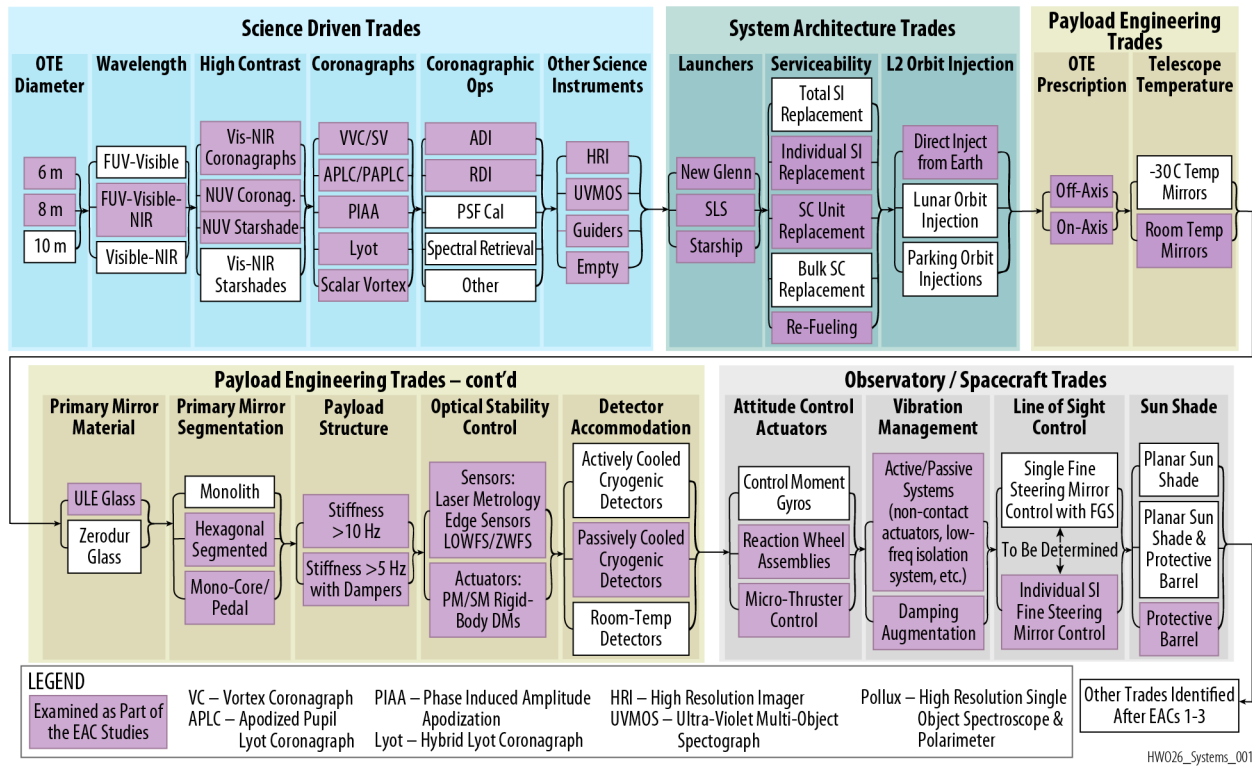 Science Driven Trades
OTE
Diameter
6 m
8 m
10 m
Wavelength
FUV-Visible
FUV-Visible-
NIR
Visible-NIR
High Contrast
Vis-NIR
Coronagraphs
NUV Coronag.
NUV Starshade
Vis-NIR
Starshades
Coronagraphs
VVC/SV
APLC/PAPLC
PIAA
Lyot
Scalar Vortex
Coronagraphic
Ops
ADI
RDI
PSF Cal
Spectral Retrieval
Other
Other Science
Instruments
HRI
UVMOS
Guiders
Empty
System Architecture Trades
Launchers
New Glenn
SLS
Starship
Serviceability
Total SI
Replacement
Individual SI
Replacement
SC Unit
Replacement
Bulk SC
Replacement
Re-Fueling
L2 Orbit Injection
Direct Inject
from Earth
Lunar Orbit
Injection
Parking Orbit
Injections
Payload Engineering
Trades
OTE
Prescription
Off-Axis
On-Axis
Telescope
Temperature
-30C Temp
Mirrors
Room Temp
Mirrors
Payload Engineering Trades – cont’d
Primary Mirror
Material
ULE Glass
Zerodur
Glass
Primary Mirror
Segmentation
Monolith
Hexagonal
Segmented
Mono-Core/
Pedal
Payload
Structure
Stiffness
>10 Hz
Stiffness >5 Hz
with Dampers
Optical Stability
Control
Sensors:
Laser Metrology
Edge Sensors
LOWFS/ZWFS
Actuators:
PM/SM Rigid-
Body DMs
Detector
Accommodation
Actively Cooled
Cryogenic
Detectors
Passively Cooled
Cryogenic
Detectors
Room-Temp
Detectors
Observatory / Spacecraft Trades
Attitude Control
Actuators
Control Moment
Gyros
Reaction Wheel
Assemblies
Micro-Thruster
Control
Vibration
Management
Active/Passive
Systems
(non-contact
actuators, low-
freq isolation
system, etc.)
Damping
Augmentation
Line of Sight
Control
Single Fine
Steering Mirror
Control with FGS
To Be Determined
Individual SI
Fine Steering
Mirror Control
Sun Shade
Planar Sun
Shade
Planar Sun
Shade &
Protective
Barrel
Protective
Barrel
LEGEND
Examined as Part of
the EAC Studies
VC – Vortex Coronagraph
APLC – Apodized Pupil
Lyot Coronagraph
PIAA – Phase Induced Amplitude
Apodization
Lyot – Hybrid Lyot Coronagraph
HRI – High Resolution Imager
UVMOS – Ultra-Violet Multi-Object
Spectograph
Pollux – High Resolution Single
Object Spectroscope &
Polarimeter
Other Trades Identified
After EACs 1-3
HWO26_Systems_001